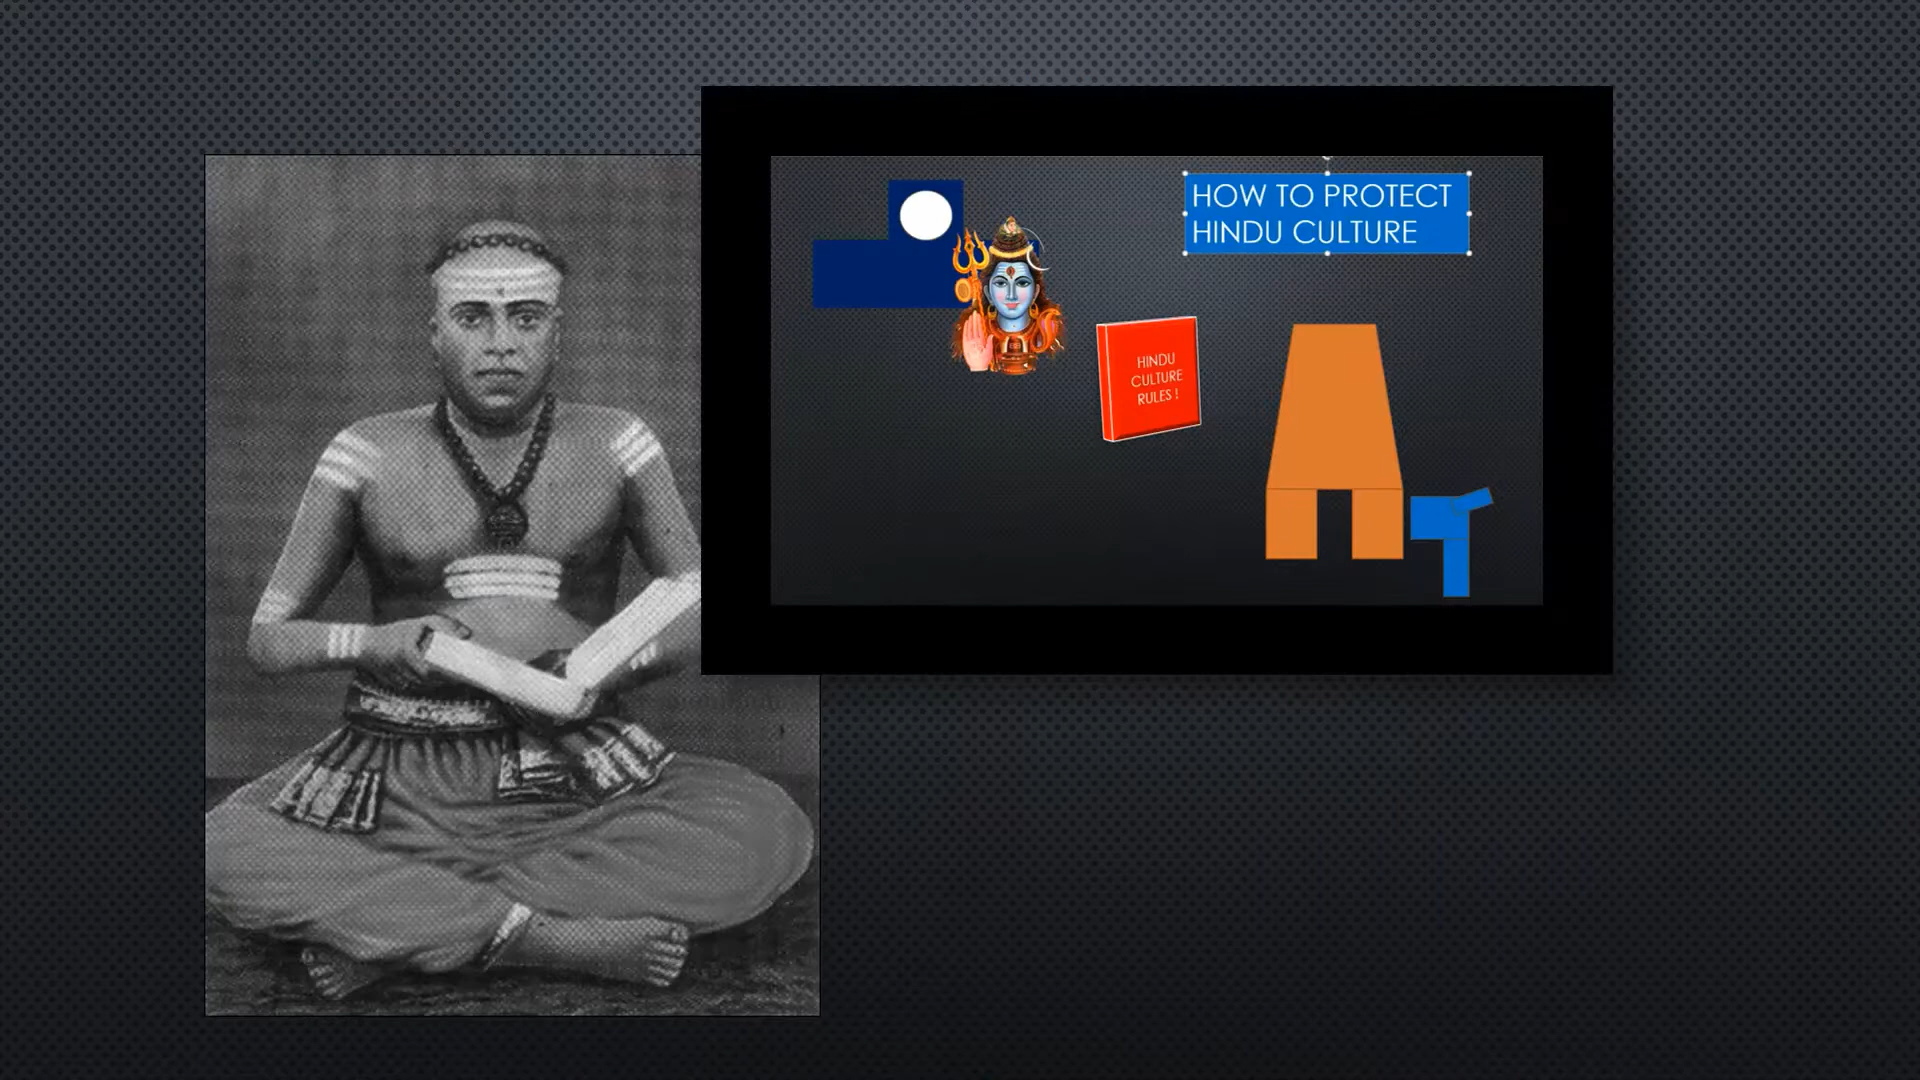 HOW TO PROTECT
HINDU CULTURE
HINDU
CULTURE
RULES !